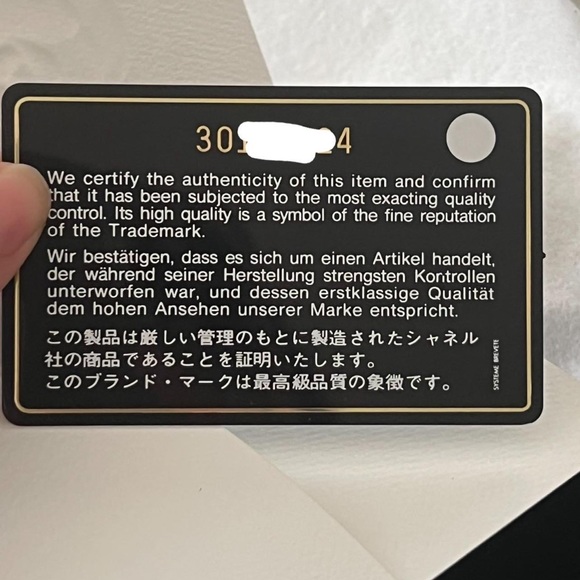 301 24
We certify the authenticity of this item and confirm
that it has been subjected to the most exacting quality
control. Its high quality is a symbol of the fine reputation
of the Trademark.
Wir bestätigen, dass es sich um einen Artikel handelt,
der während seiner Herstellung strengsten Kontrollen
unterworfen war, und dessen erstklassige Qualität
dem hohen Ansehen unserer Marke entspricht.
この製品は厳しい管理のもとに製造されたシャネル
社の商品であることを証明いたします。
このブランド・マークは最高級品質の象徴です。
SYSTEME BREVETE